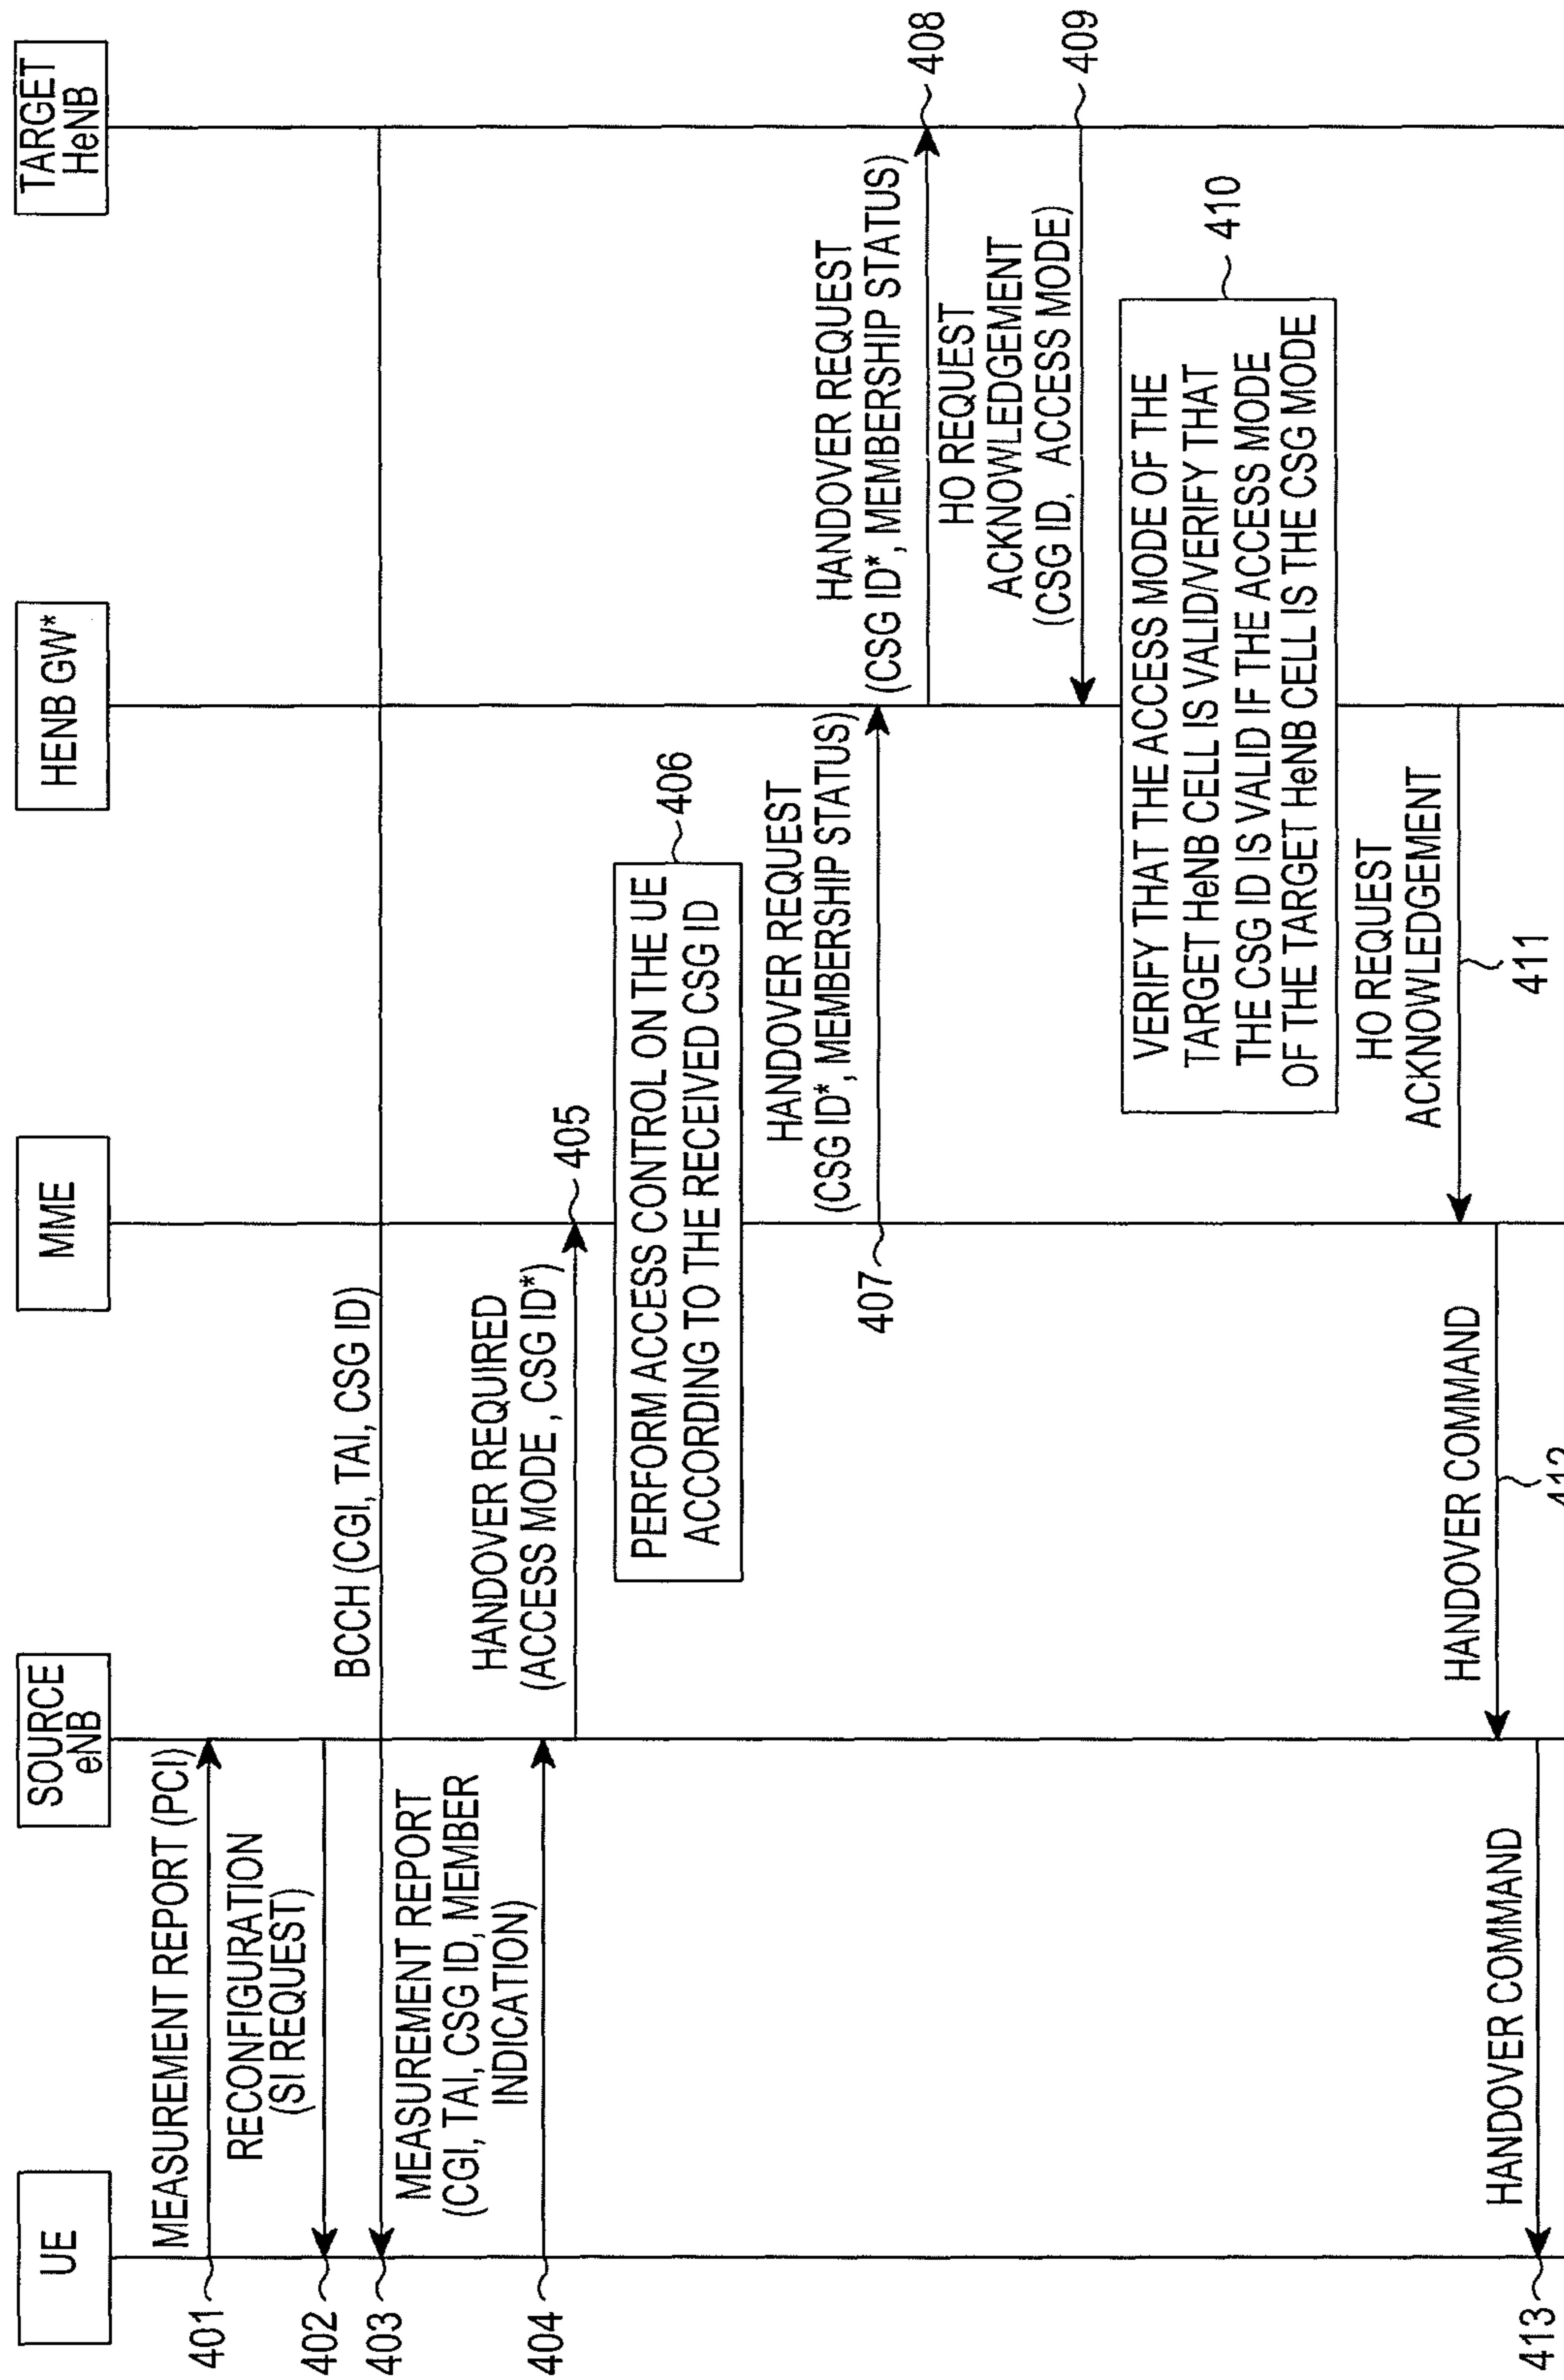 UE
SOURCE
eNB
MME
HENB GW*
TARGET
HeNB
401
MEASUREMENT REPORT (PCI)
RECONFIGURATION
(SI REQUEST)
402
BCCH (CGI, TAI, CSG ID)
403
MEASUREMENT REPORT
(CGI, TAI, CSG ID, MEMBER
INDICATION)
404
HANDOVER REQUIRED
(ACCESS MODE , CSG ID*)
405
PERFORM ACCESS CONTROL ON THE UE
ACCORDING TO THE RECEIVED CSG ID
406
HANDOVER REQUEST
(CSG ID*, MEMBERSHIP STATUS)
407
HANDOVER REQUEST
(CSG ID*, MEMBERSHIP STATUS)
408
HO REQUEST
ACKNOWLEDGEMENT
(CSG ID, ACCESS MODE)
409
VERIFY THAT THE ACCESS MODE OF THE
TARGET HeNB CELL IS VALID/VERIFY THAT
THE CSG ID IS VALID IF THE ACCESS MODE
OF THE TARGET HeNB CELL IS THE CSG MODE
410
HO REQUEST
ACKNOWLEDGEMENT
411
HANDOVER COMMAND
412
HANDOVER COMMAND
413